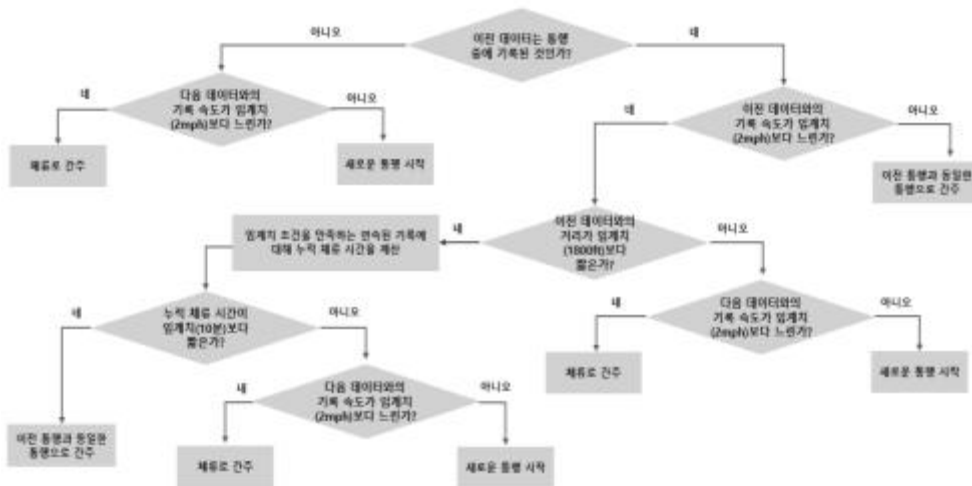 이전 데이터는 통행
중에 기록된 것인가?
아니오
네
다음 데이터와의
기록 속도가 임계치
(2mph)보다 느린가?
네
아니오
체류로 간주
새로운 통행 시작
이전 데이터와의
기록 속도가 임계치
(2mph)보다 느린가?
네
아니오
이전 통행과 동일한
통행으로 간주
이전 데이터와의
거리가 임계치
(1800ft)보다
짧은가?
네
아니오
임계치 조건을 만족하는 연속된 기록에
대해 누적 체류 시간을 계산
누적 체류 시간이
임계치(10분)보다
짧은가?
네
아니오
다음 데이터와의
기록 속도가 임계치
(2mph)보다 느린가?
네
아니오
체류로 간주
새로운 통행 시작
이전 통행과 동일한
통행으로 간주
다음 데이터와의
기록 속도가 임계치
(2mph)보다 느린가?
네
아니오
체류로 간주
새로운 통행 시작